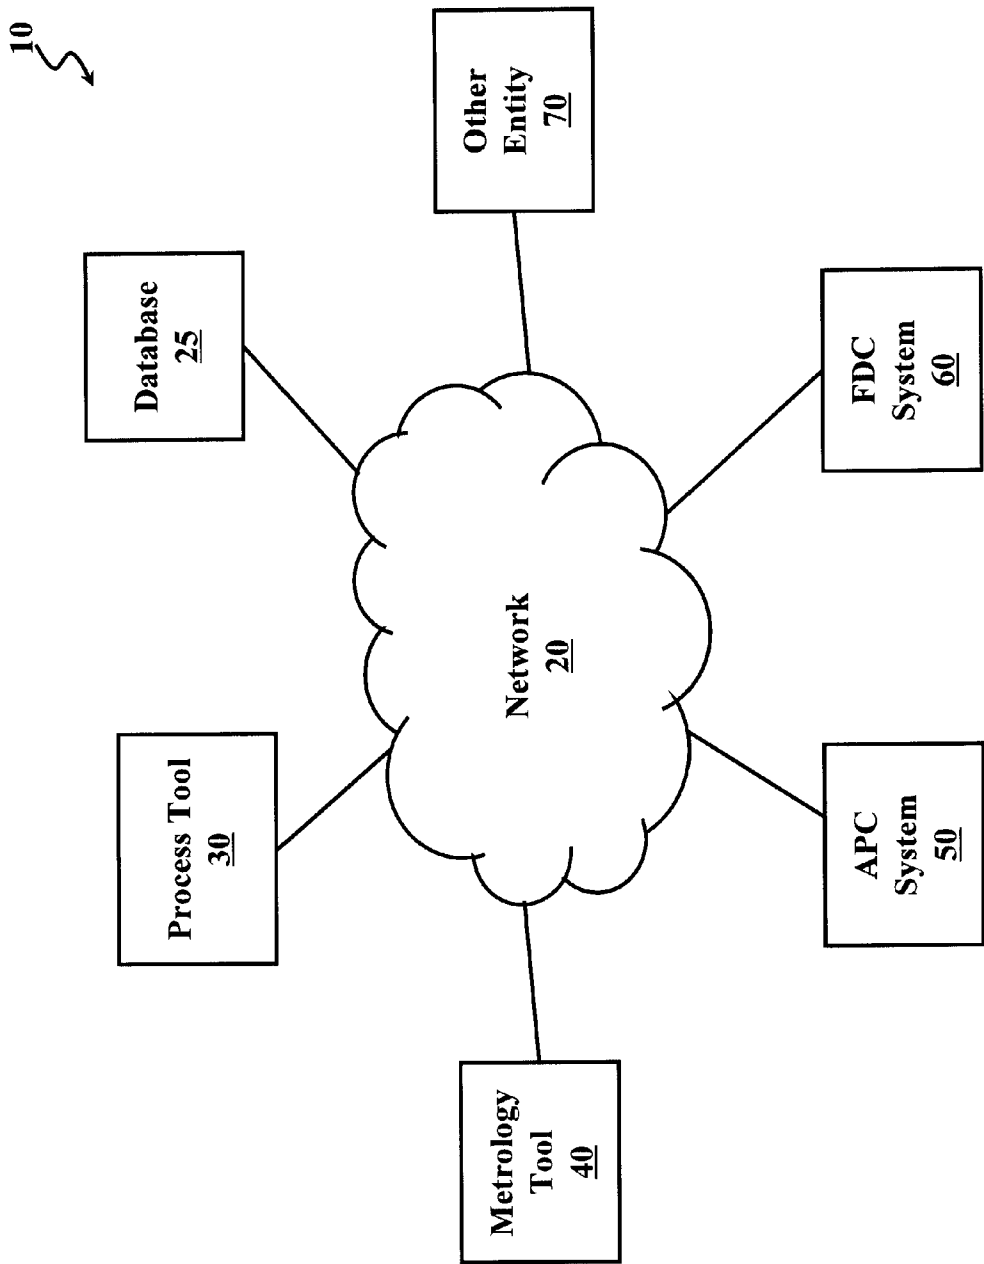 10
Database
25
Process Tool
30
Other
Entity
70
Network
20
Metrology
Tool
40
FDC
System
60
APC
System
50